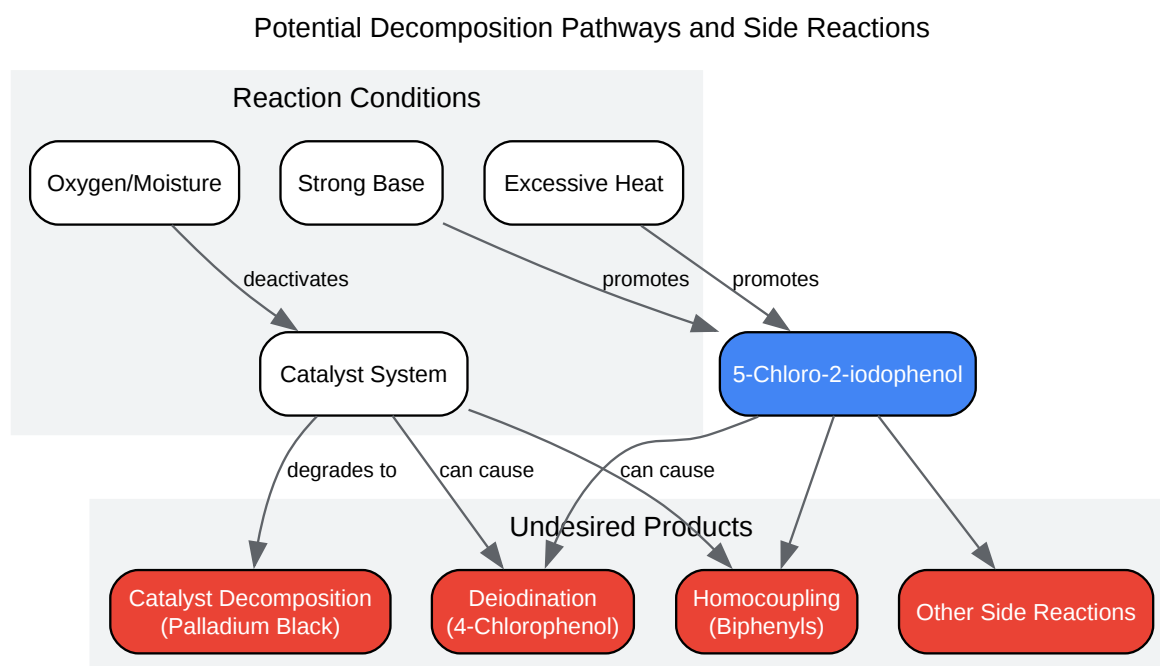 Potential Decomposition Pathways and Side Reactions
Reaction Conditions
Oxygen/Moisture
Strong Base
Excessive Heat
deactivates
promotes
promotes
Catalyst System
5-Chloro-2-iodophenol
degrades to
can cause
can cause
Undesired Products
Catalyst Decomposition
(Palladium Black)
Deiodination
(4-Chlorophenol)
Homocoupling
(Biphenyls)
Other Side Reactions